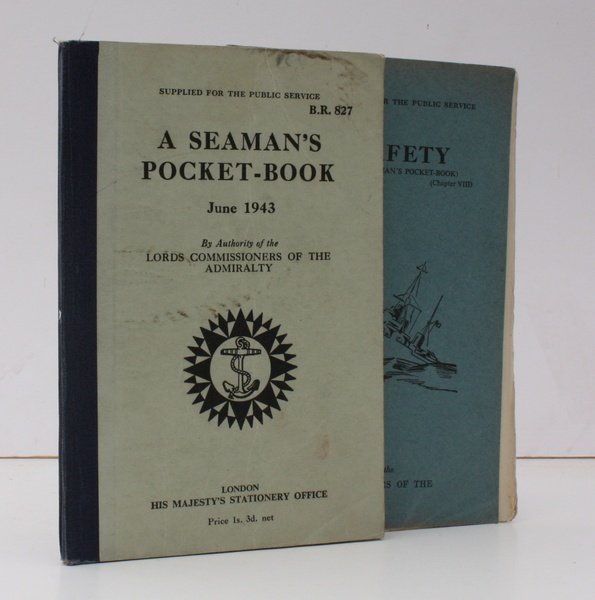 SUPPLIED FOR THE PUBLIC SERVICE
B.R. 827
A SEAMAN'S
POCKET-BOOK
June 1943
By Authority of the
LORDS COMMISSIONERS OF THE
ADMIRALTY
LONDON
HIS MAJESTY'S STATIONERY OFFICE
Price 1s. 3d. net
THE PUBLIC SERVICE
FETY
MAN'S POCKET-BOOK)
(Chapter VIII)
the
OF THE